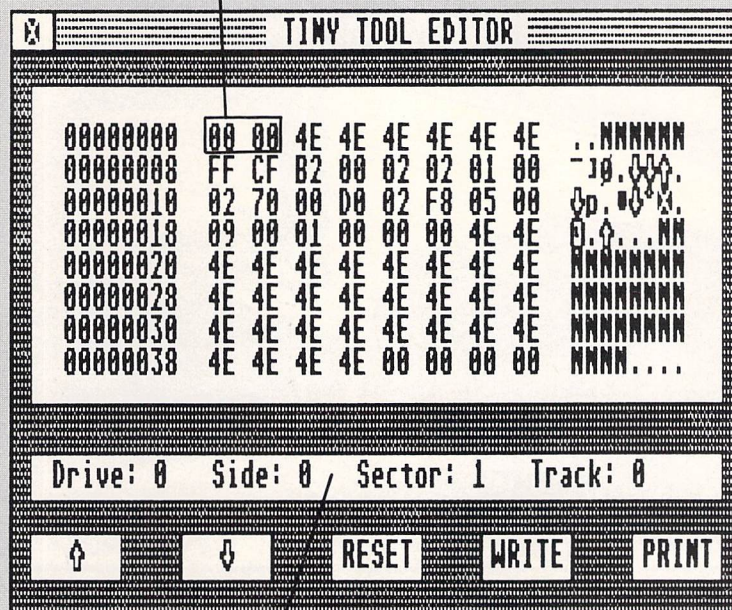 TINY TOOL EDITOR
00000000 00 00 4E 4E 4E 4E 4E 4E ..NNNNNN
00000008 FF CF B2 00 02 02 01 00
00000010 02 70 00 D0 02 F8 05 00
00000018 09 00 01 00 00 00 4E 4E
00000020 4E 4E 4E 4E 4E 4E 4E 4E NNNNNNNN
00000028 4E 4E 4E 4E 4E 4E 4E 4E NNNNNNNN
00000030 4E 4E 4E 4E 4E 4E 4E 4E NNNNNNNN
00000038 4E 4E 4E 4E 00 00 00 00 NNNN....
Drive: 0 Side: 0 Sector: 1 Track: 0
⇧ ⇩ RESET WRITE PRINT